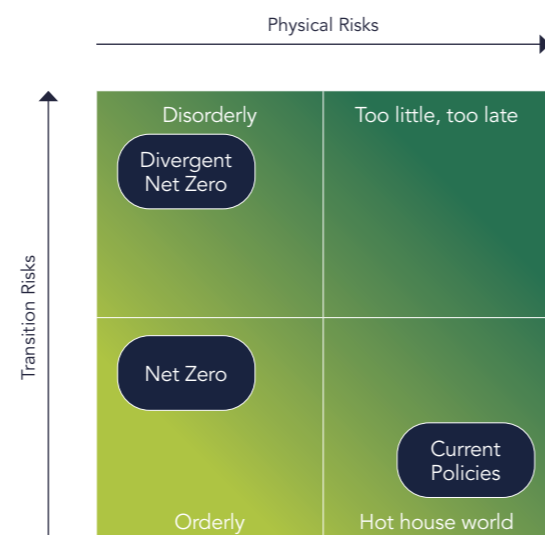 Physical Risks
Transition Risks
Disorderly
Too little, too late
Divergent
Net Zero
Net Zero
Current
Policies
Orderly
Hot house world